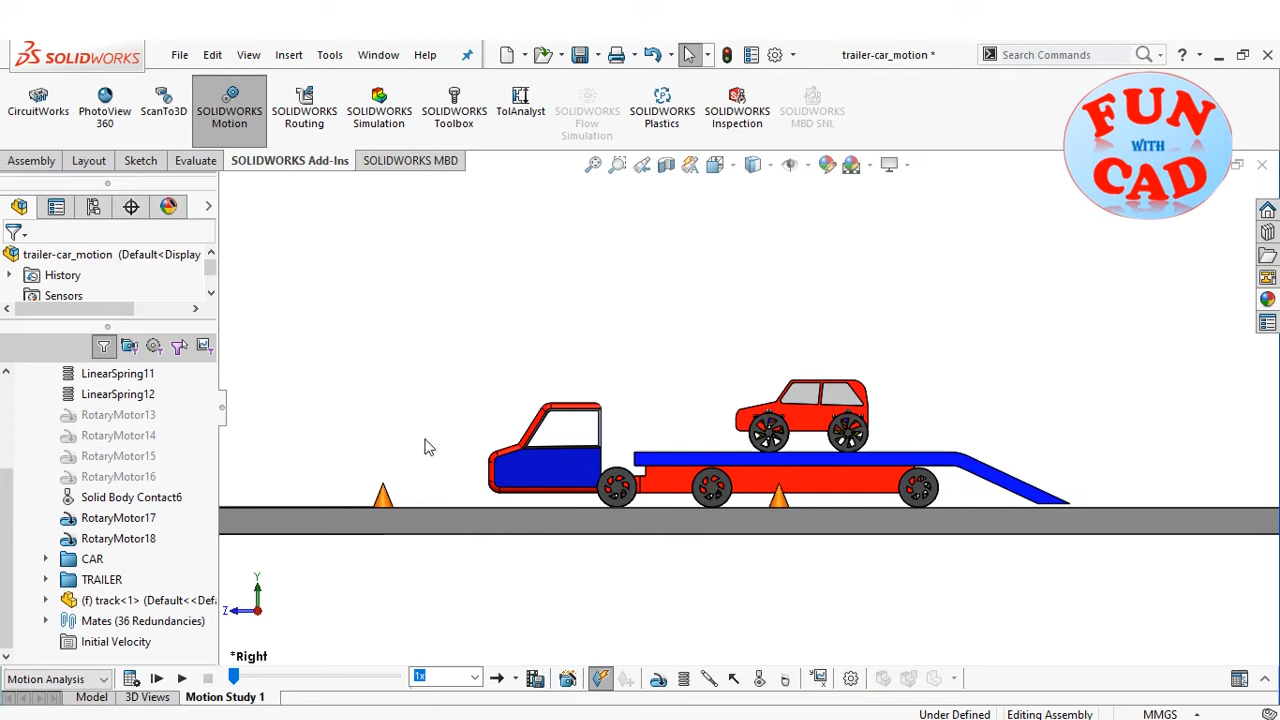 SOLIDWORKS
File Edit View Insert Tools Window Help
trailer-car_motion *
Search Commands
CircuitWorks
PhotoView 360
ScanTo3D
SOLIDWORKS Motion
SOLIDWORKS Routing
SOLIDWORKS Simulation
SOLIDWORKS Toolbox
TolAnalyst
SOLIDWORKS Flow Simulation
SOLIDWORKS Plastics
SOLIDWORKS Inspection
SOLIDWORKS MBD SNL
FUN
WITH
CAD
Assembly Layout Sketch Evaluate SOLIDWORKS Add-Ins SOLIDWORKS MBD
trailer-car_motion (Default<Display
History
Sensors
LinearSpring11
LinearSpring12
RotaryMotor13
RotaryMotor14
RotaryMotor15
RotaryMotor16
Solid Body Contact6
RotaryMotor17
RotaryMotor18
CAR
TRAILER
(f) track<1> (Default<<Def
Mates (36 Redundancies)
Initial Velocity
Y
Z
*Right
Motion Analysis
1x
Model 3D Views Motion Study 1
Under Defined Editing Assembly MMGS